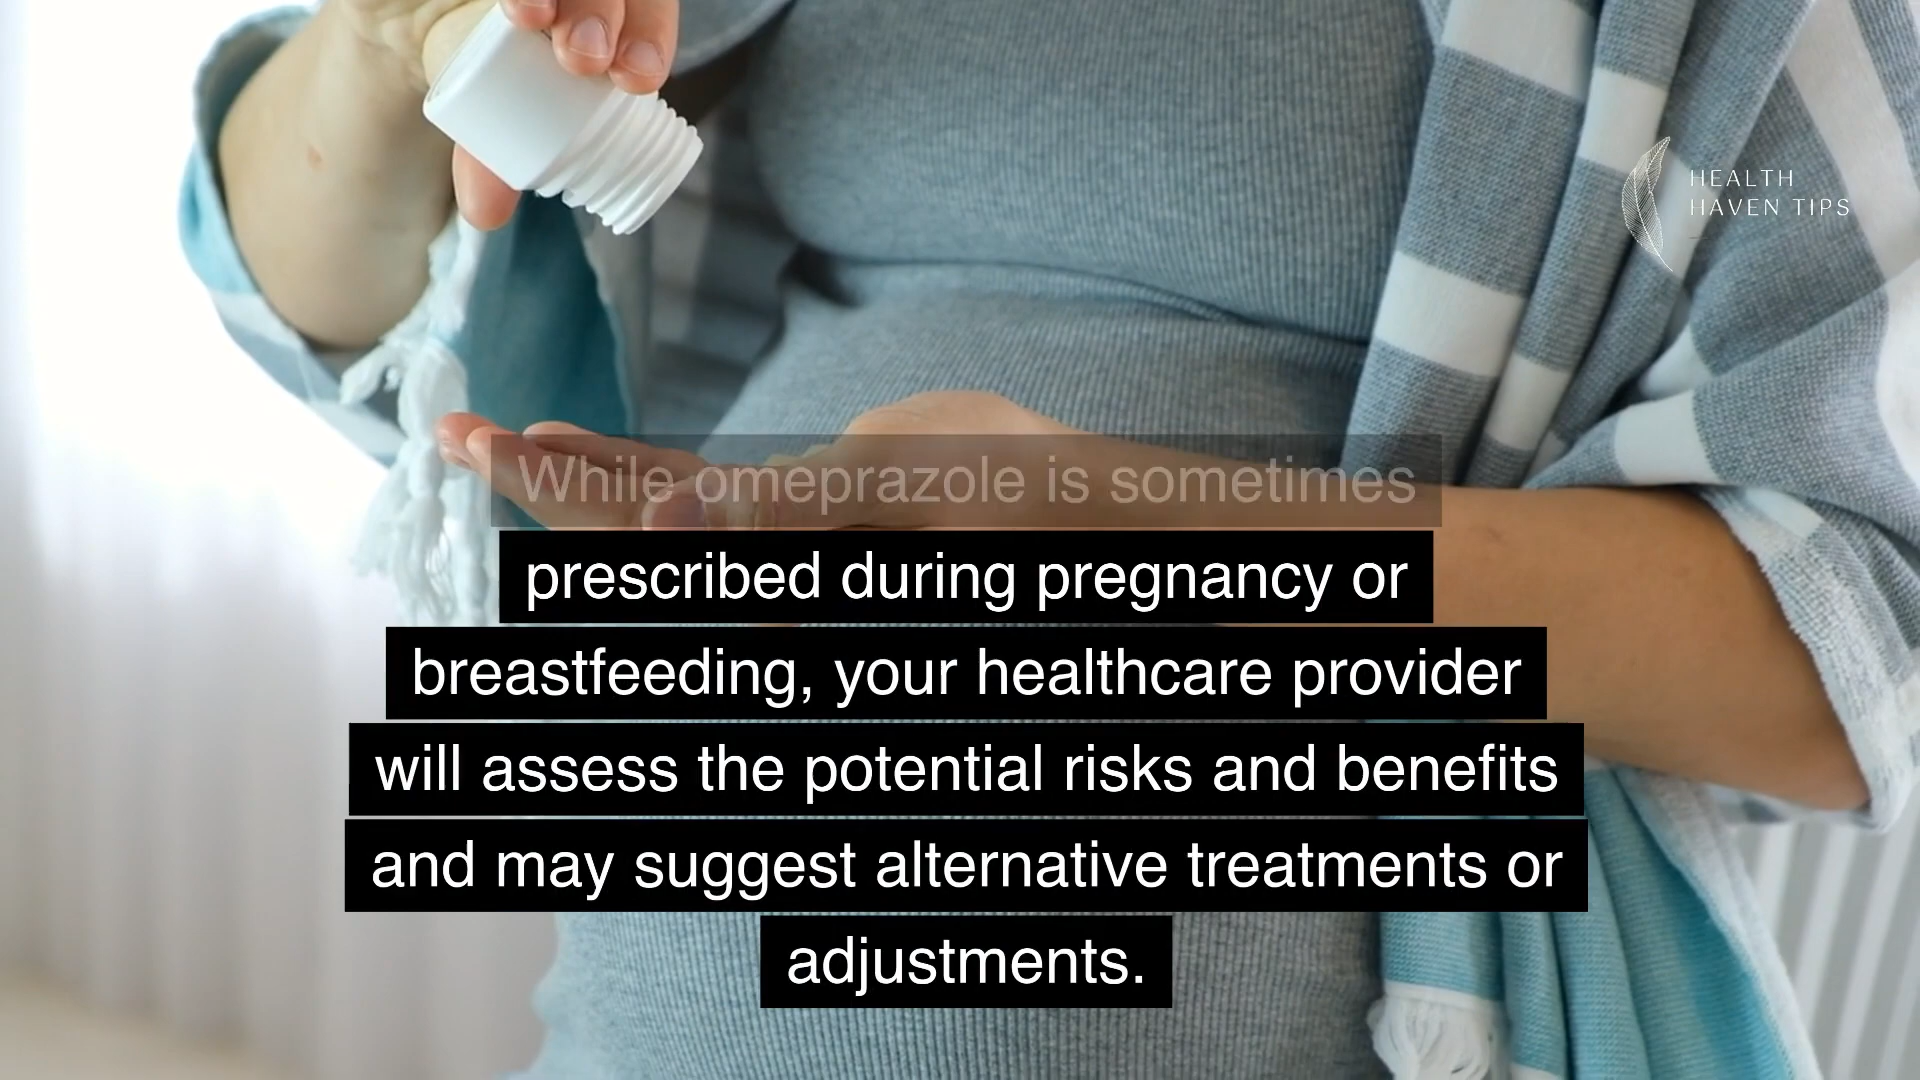 HEALTH
HAVEN TIPS
While omeprazole is sometimes
prescribed during pregnancy or
breastfeeding, your healthcare provider
will assess the potential risks and benefits
and may suggest alternative treatments or
adjustments.